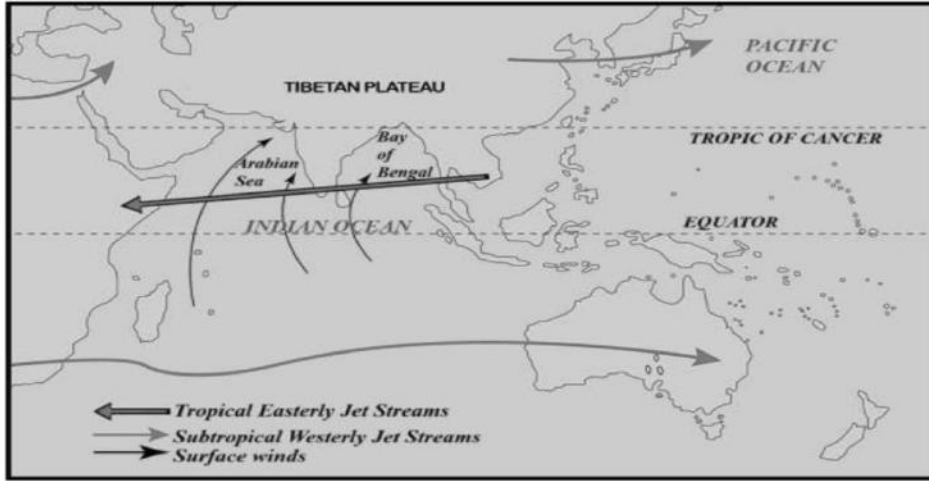 PACIFIC
OCEAN
TIBETAN PLATEAU
TROPIC OF CANCER
Bay
of
Bengal
Arabian
Sea
INDIAN OCEAN
EQUATOR
Tropical Easterly Jet Streams
Subtropical Westerly Jet Streams
Surface winds